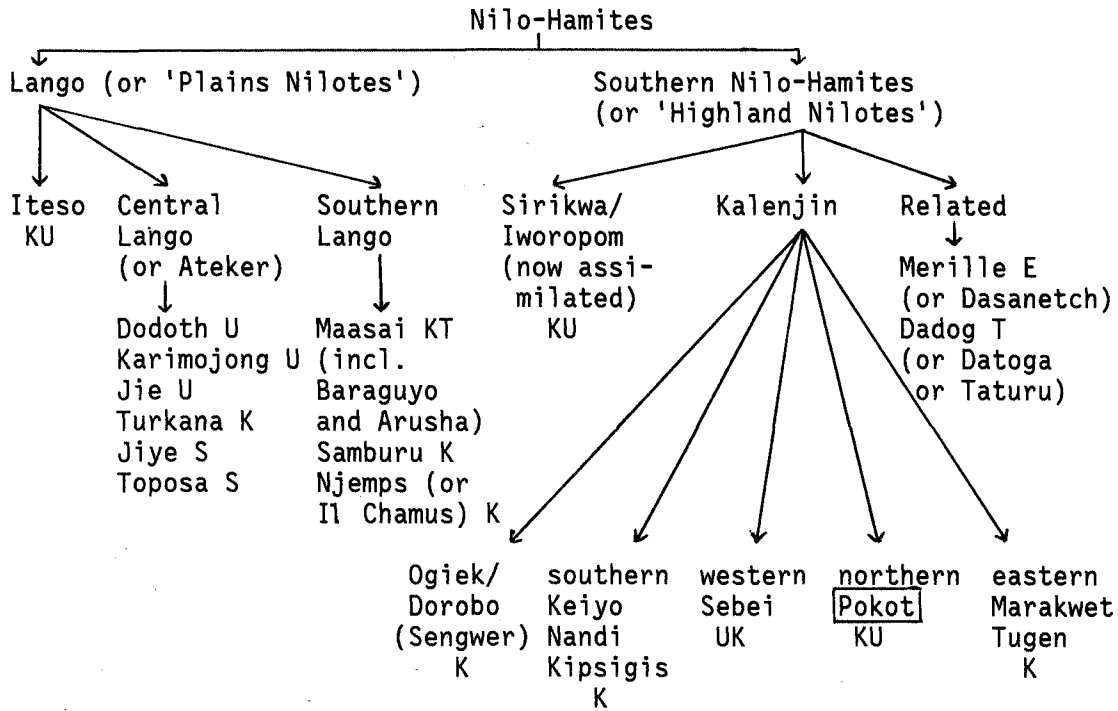 Nilo-Hamites
Lango (or 'Plains Nilotes')
Southern Nilo-Hamites
(or 'Highland Nilotes')
Iteso
KU
Central
Lango
(or Ateker)
Dodoth U
Karimojong U
Jie U
Turkana K
Jiye S
Toposa S
Southern
Lango
Maasai KT
(incl.
Baraguyo
and Arusha)
Samburu K
Njemps (or
Il Chamus) K
Sirikwa/
Iworopom
(now assi-
milated)
KU
Kalenjin
Related
Merille E
(or Dasanetch)
Dadog T
(or Datoga
or Taturu)
Ogiek/
Dorobo
(Sengwer)
K
southern
Keiyo
Nandi
Kipsigis
K
western
Sebei
UK
northern
Pokot
KU
eastern
Marakwet
Tugen
K